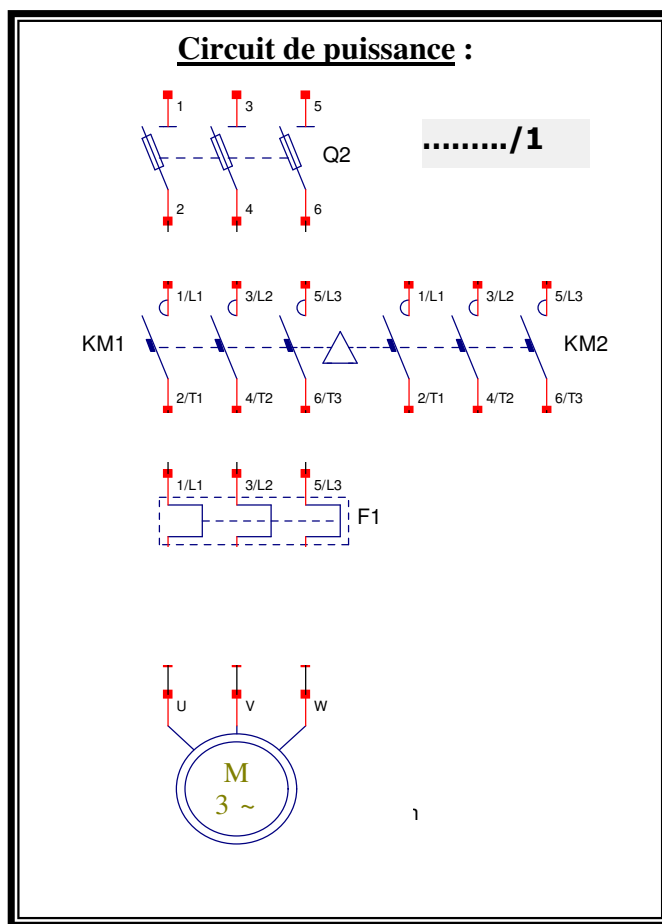 Circuit de puissance :
1 3 5
........./1
Q2
2 4 6
1/L1 3/L2 5/L3 1/L1 3/L2 5/L3
KM1 KM2
2/T1 4/T2 6/T3 2/T1 4/T2 6/T3
1/L1 3/L2 5/L3
F1
U V W
M
3 ~